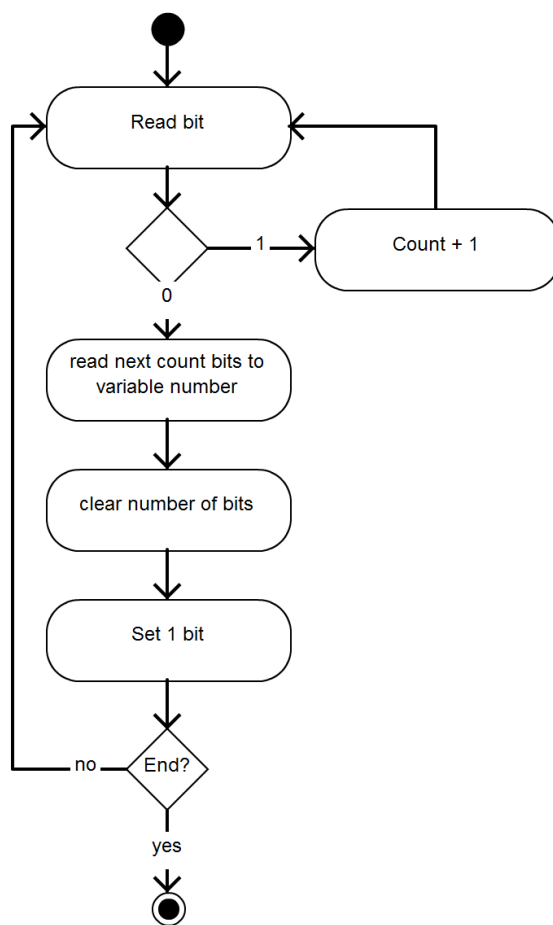 Read bit
1
Count + 1
0
read next count bits to
variable number
clear number of bits
Set 1 bit
no
End?
yes